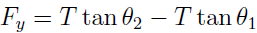 F_y = T tan θ_2 − T tan θ_1